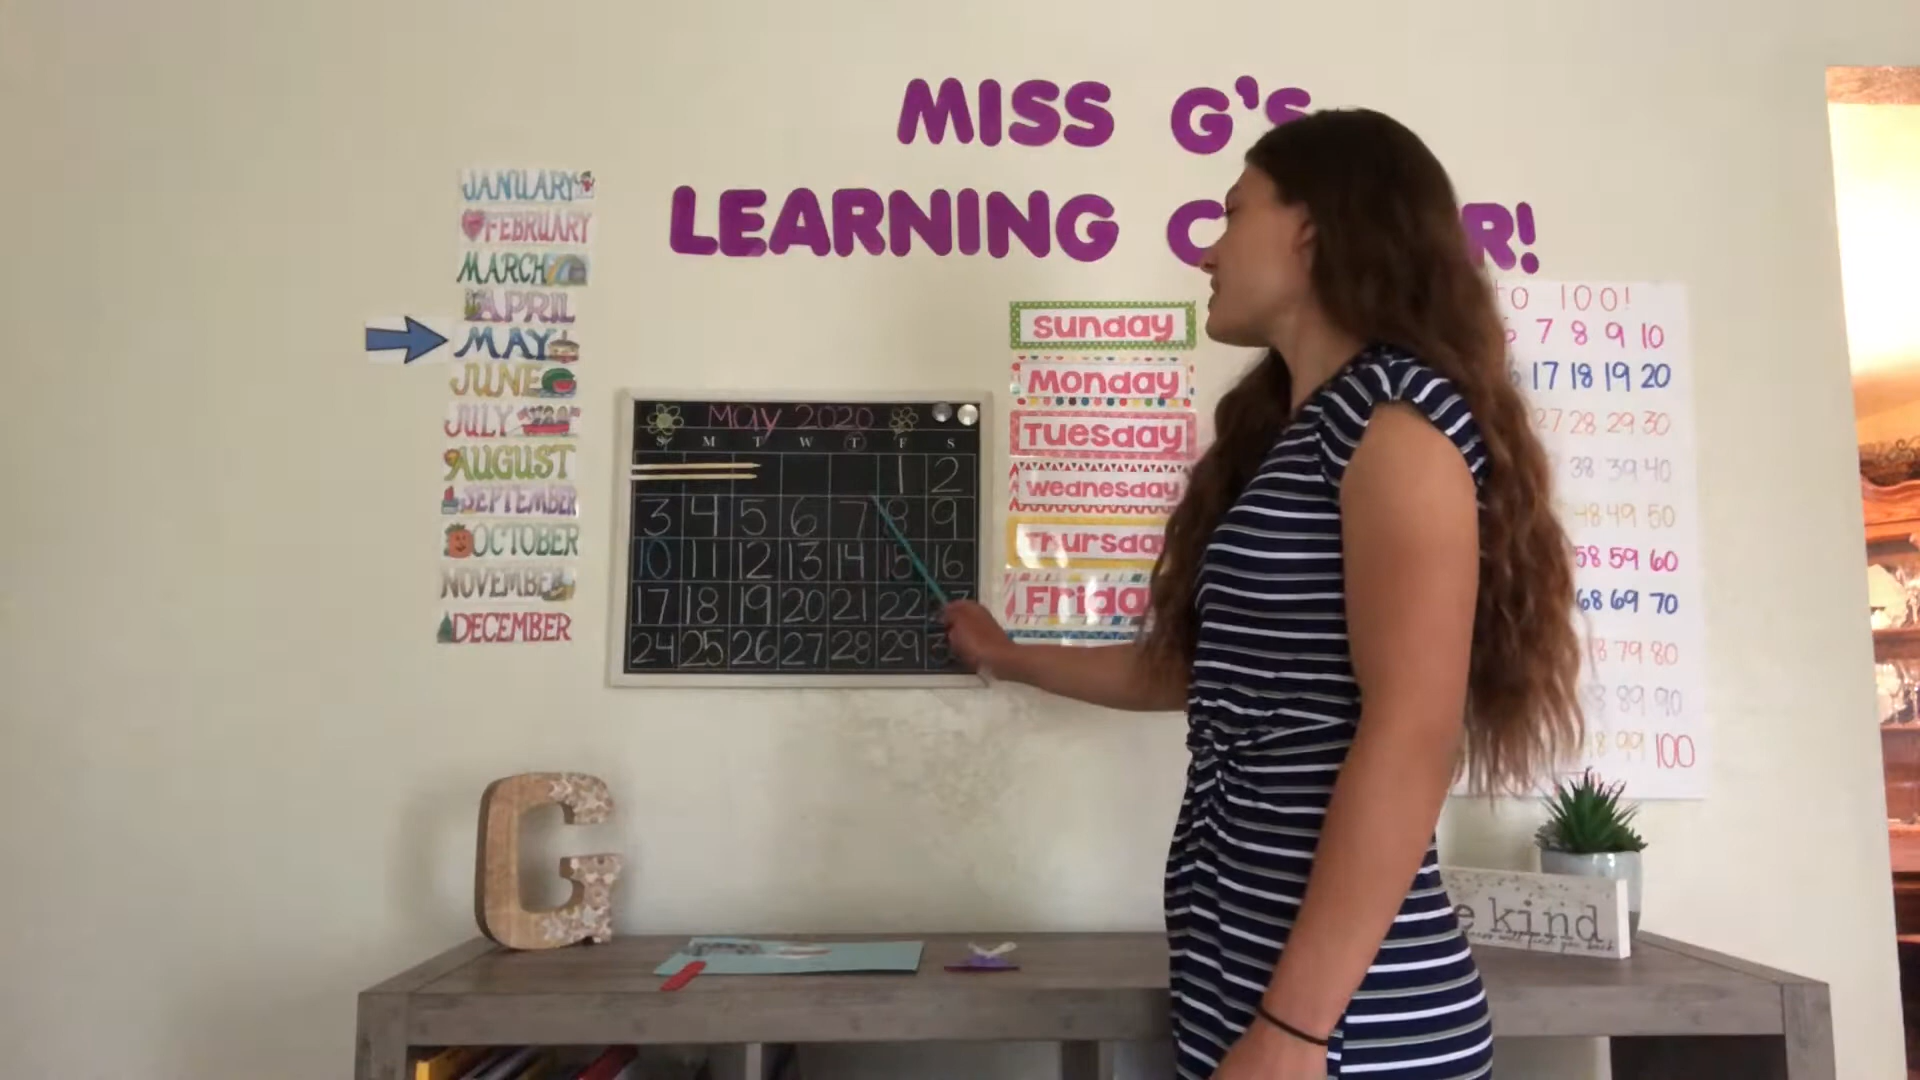 MISS G'S
LEARNING C R!
JANUARY
FEBRUARY
MARCH
APRIL
MAY
JUNE
JULY
AUGUST
SEPTEMBER
OCTOBER
NOVEMBER
DECEMBER
May 2020
S M T W T F S
1 2
3 4 5 6 7 8 9
10 11 12 13 14 15 16
17 18 19 20 21 22
24 25 26 27 28 29
Sunday
Monday
Tuesday
Wednesday
Thursda
Frida
to 100!
7 8 9 10
17 18 19 20
27 28 29 30
38 39 40
48 49 50
58 59 60
68 69 70
79 80
89 90
99 100
G
e kind